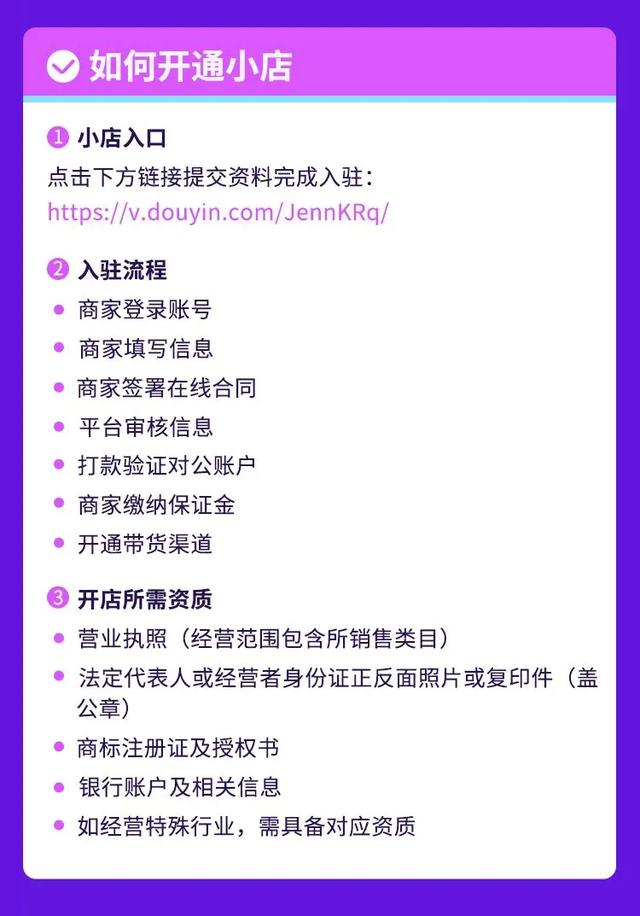 如何开通小店
1 小店入口
点击下方链接提交资料完成入驻：
https://v.douyin.com/JennKRq/
2 入驻流程
商家登录账号
商家填写信息
商家签署在线合同
平台审核信息
打款验证对公账户
商家缴纳保证金
开通带货渠道
3 开店所需资质
营业执照（经营范围包含所销售类目）
法定代表人或经营者身份证正反面照片或复印件（盖
公章）
商标注册证及授权书
银行账户及相关信息
如经营特殊行业，需具备对应资质